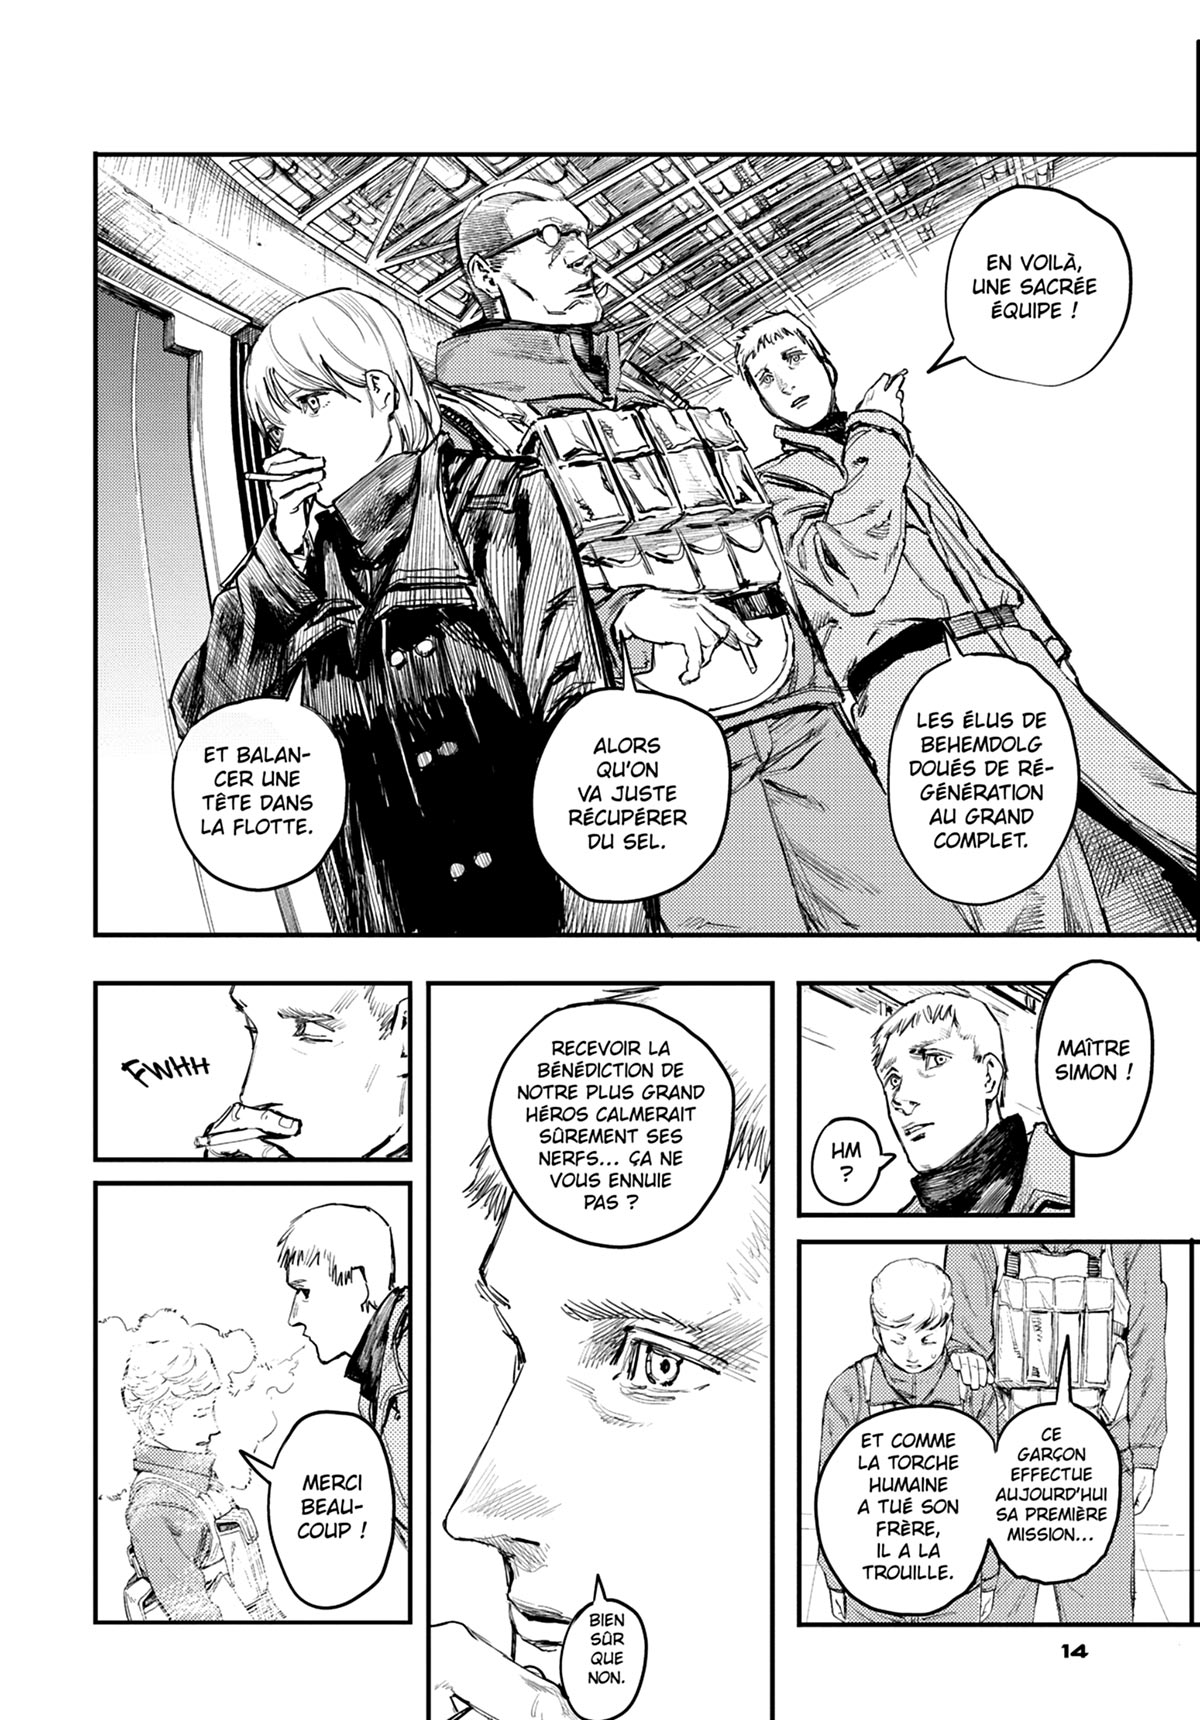 EN VOILÀ,
UNE SACRÉE
ÉQUIPE !
LES ÉLUS DE
BEHEMDOLG
DOUÉS DE RÉ-
GÉNÉRATION
AU GRAND
COMPLET.
ALORS
QU'ON
VA JUSTE
RÉCUPÉRER
DU SEL.
ET BALAN-
CER UNE
TÊTE DANS
LA FLOTTE.
MAÎTRE
SIMON !
HM
?
CE
GARÇON
EFFECTUE
AUJOURD'HUI
SA PREMIÈRE
MISSION...
ET COMME
LA TORCHE
HUMAINE
A TUÉ SON
FRÈRE,
IL A LA
TROUILLE.
RECEVOIR LA
BÉNÉDICTION DE
NOTRE PLUS GRAND
HÉROS CALMERAIT
SÛREMENT SES
NERFS... ÇA NE
VOUS ENNUIE
PAS ?
BIEN
SÛR
QUE
NON.
FWHH
MERCI
BEAU-
COUP !
14